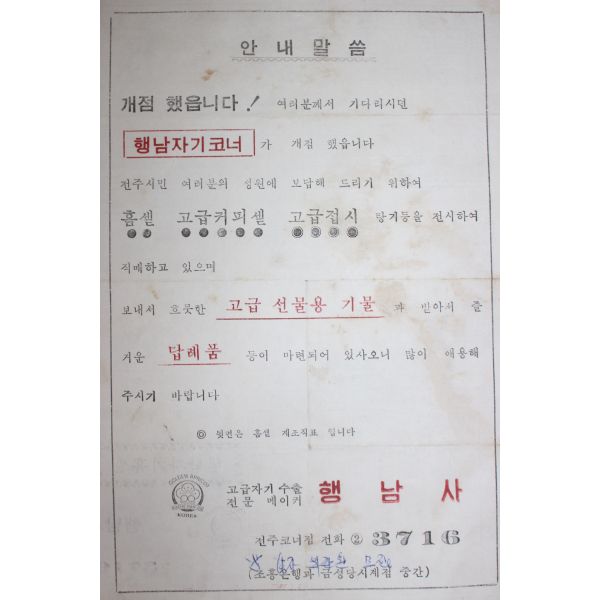 안내말씀
개점 했읍니다! 여러분께서 기다리시던
행남자기코너 가 개점 했읍니다
전주시민 여러분의 성원에 보답해 드리기 위하여
홈셀 고급커피셀 고급접시 탕기등을 전시하여
직매하고 있으며
보내서 흐뭇한 고급 선물용 기물 과 받아서 즐
거운 답례품 등이 마련되어 있사오니 많이 애용해
주시기 바랍니다
◎ 뒷면은 홈셀 제조직표 입니다
GOLDEN APRICOT
KOREA
고급자기 수출
전문 메이커 행남사
전주코너점 전화 ② 3716
(조흥은행과 금성당시계점 중간)